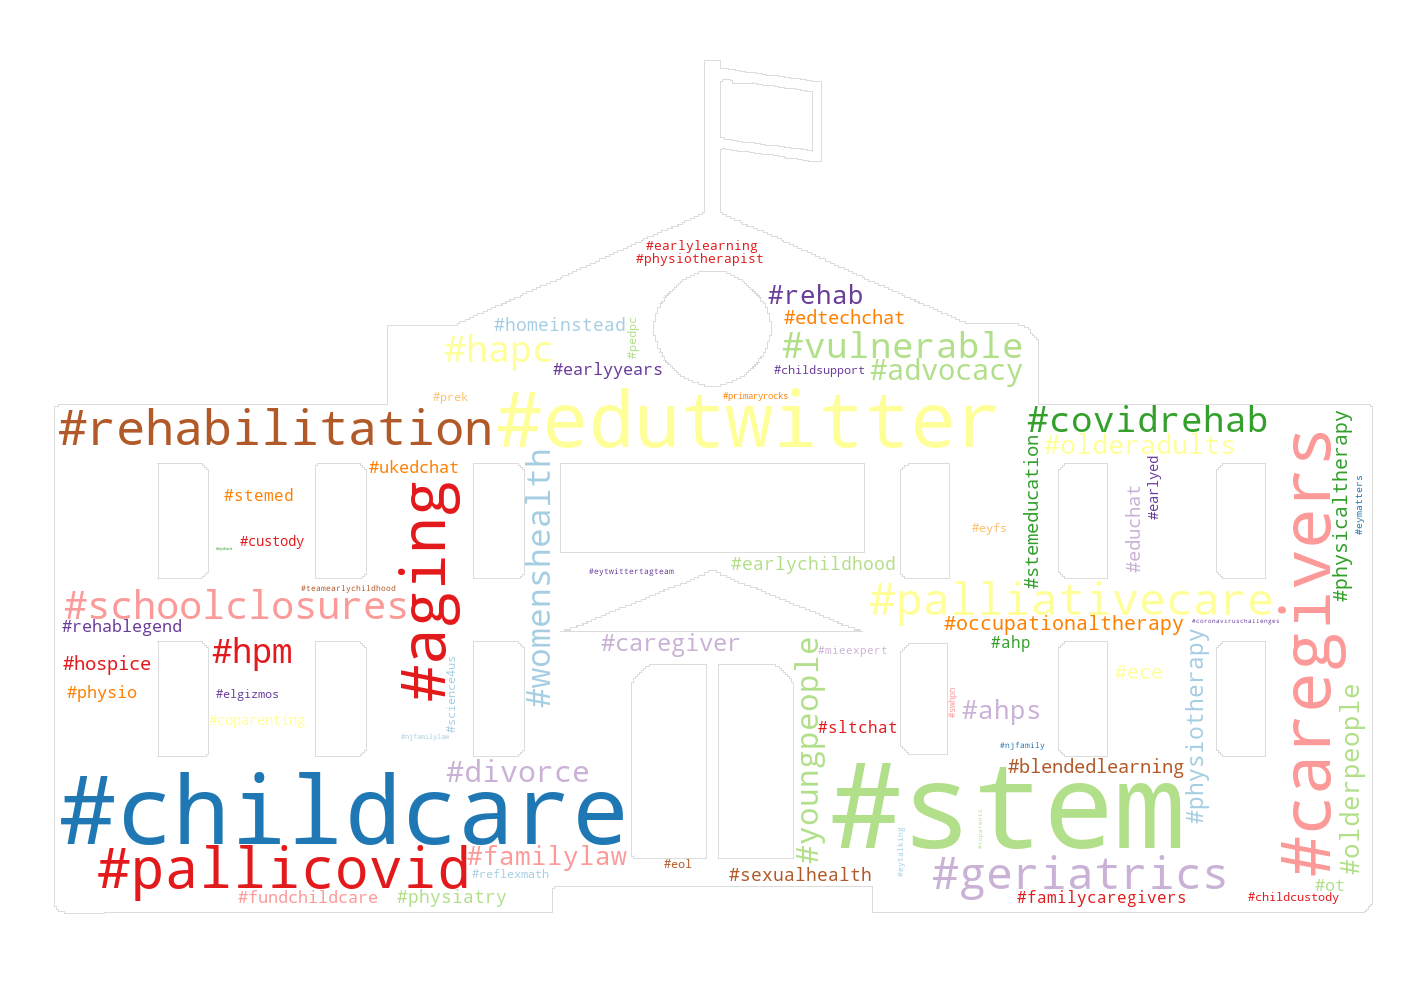 #earlylearning
#physiotherapist
#rehab
#homeinstead
#pedpc
#edtechchat
#hapc
#vulnerable
#earlyyears
#childsupport
#advocacy
#prek
#primaryrocks
#rehabilitation
#edutwitter
#covidrehab
#olderadults
#ukedchat
#stemed
#custody
#aging
#womenshealth
#stemeducation
#educhat
#earlyed
#caregivers
#physicaltherapy
#eymatters
#eyfs
#earlychildhood
#eytwittertagteam
#teamearlychildhood
#schoolclosures
#palliativecare
#rehablegend
#occupationaltherapy
#coronaviruschallenges
#hpm
#caregiver
#ahp
#mieexpert
#hospice
#physio
#elgizmos
#science4us
#youngpeople
#ece
#physiotherapy
#swhpn
#ahps
#coparenting
#njfamilylaw
#sltchat
#njfamily
#olderpeople
#divorce
#blendedlearning
#childcare
#stem
#eytalking
#pallicovid
#familylaw
#eol
#reflexmath
#sexualhealth
#geriatrics
#ot
#fundchildcare
#physiatry
#familycaregivers
#childcustody